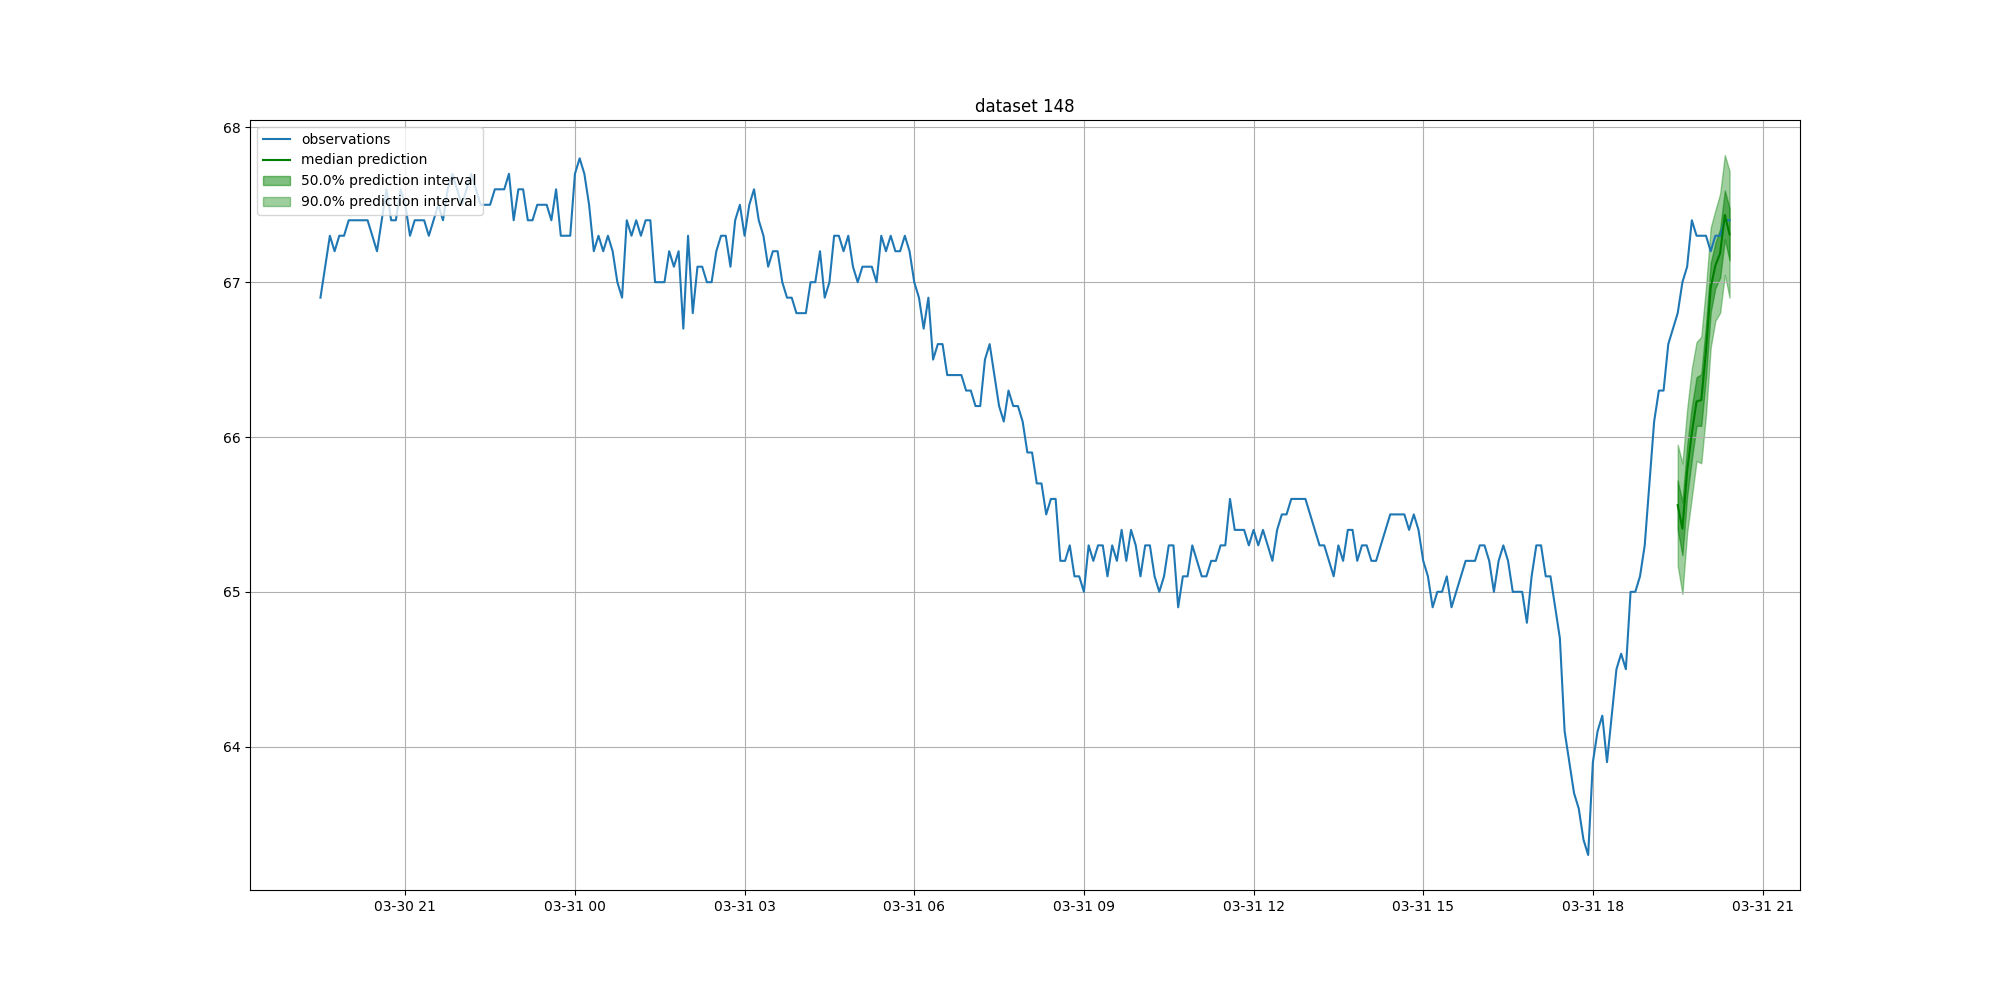 dataset 148
68
observations
median prediction
50.0% prediction interval
90.0% prediction interval
67
66
65
64
03-30 21
03-31 00
03-31 03
03-31 06
03-31 09
03-31 12
03-31 15
03-31 18
03-31 21